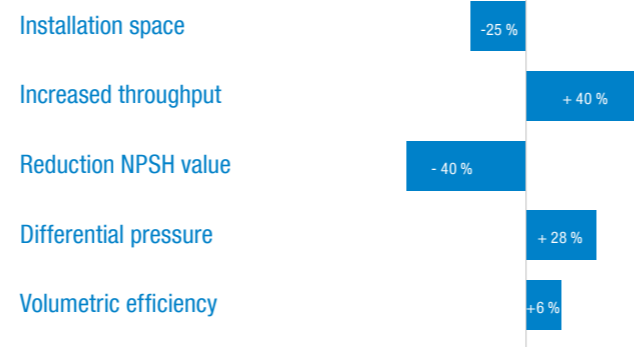 Installation space
-25 %
Increased throughput
+ 40 %
Reduction NPSH value
- 40 %
Differential pressure
+ 28 %
Volumetric efficiency
+6 %